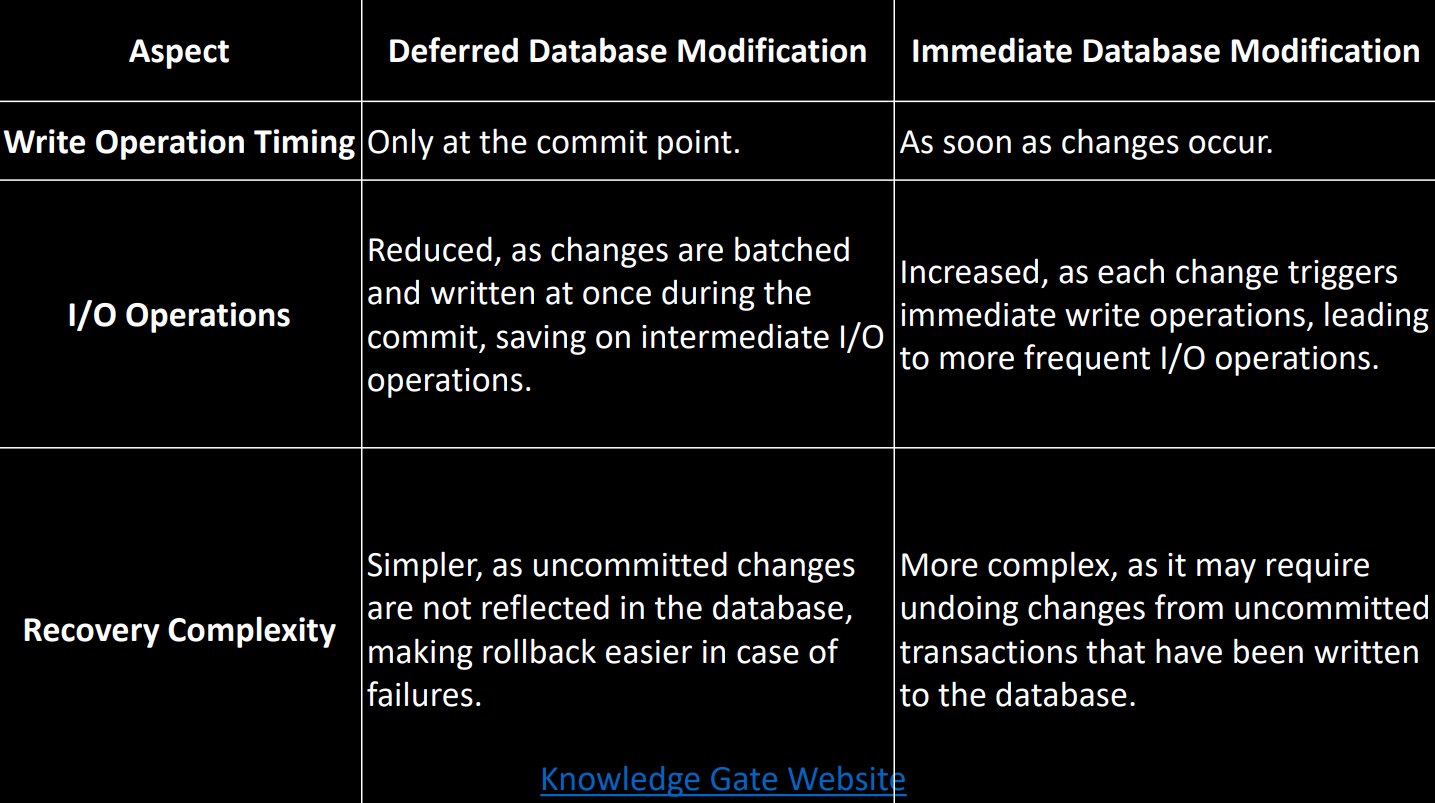 Aspect
Deferred Database Modification
Immediate Database Modification
Write Operation Timing
Only at the commit point.
As soon as changes occur.
I/O Operations
Reduced, as changes are batched
and written at once during the
commit, saving on intermediate I/O
operations.
Increased, as each change triggers
immediate write operations, leading
to more frequent I/O operations.
Recovery Complexity
Simpler, as uncommitted changes
are not reflected in the database,
making rollback easier in case of
failures.
More complex, as it may require
undoing changes from uncommitted
transactions that have been written
to the database.
Knowledge Gate Website